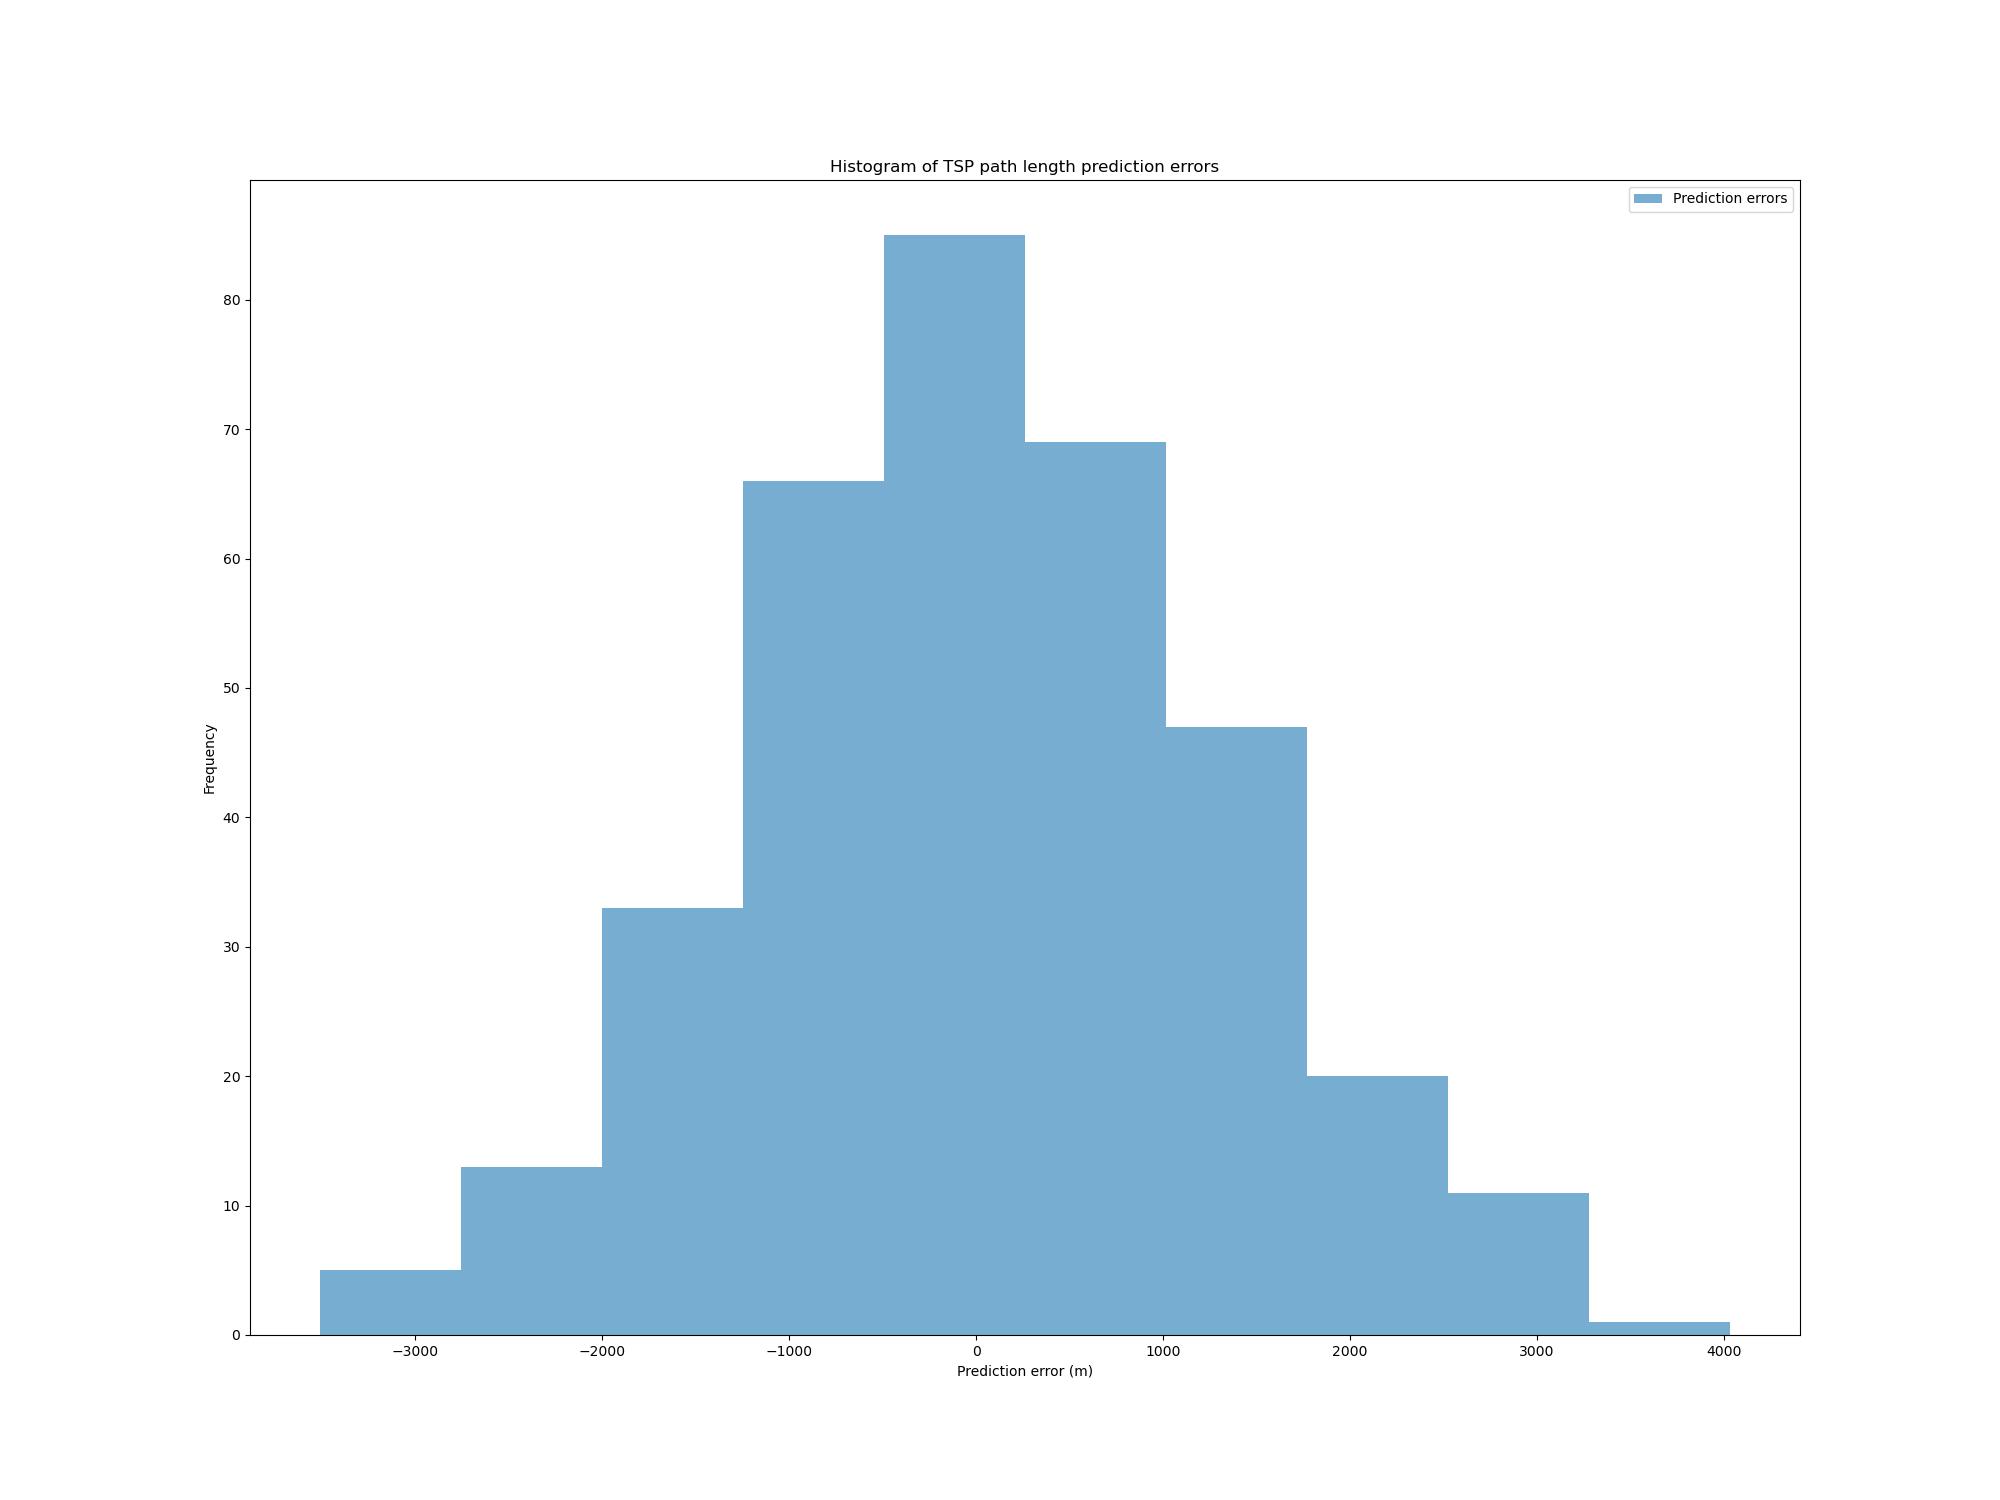 Histogram of TSP path length prediction errors
Prediction errors
80
70
60
50
40
30
20
10
0
Frequency
−3000 −2000 −1000 0 1000 2000 3000 4000
Prediction error (m)